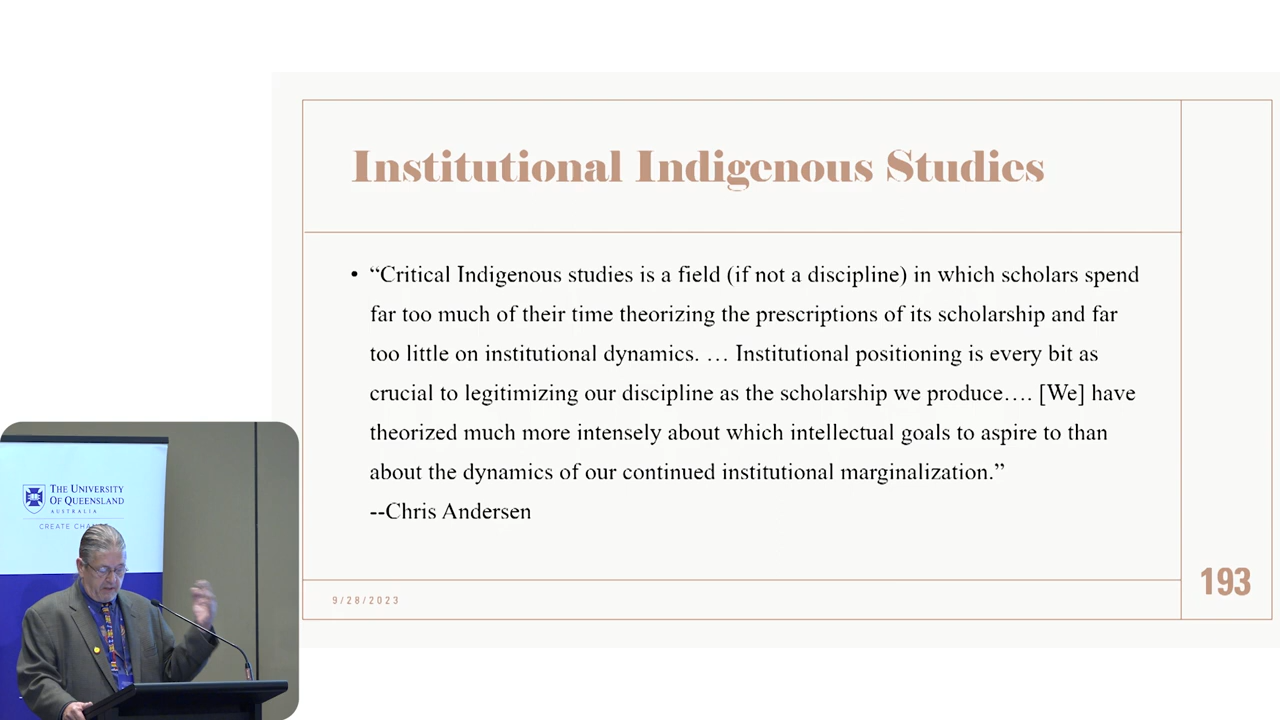 Institutional Indigenous Studies
• “Critical Indigenous studies is a field (if not a discipline) in which scholars spend
far too much of their time theorizing the prescriptions of its scholarship and far
too little on institutional dynamics. … Institutional positioning is every bit as
crucial to legitimizing our discipline as the scholarship we produce…. [We] have
theorized much more intensely about which intellectual goals to aspire to than
about the dynamics of our continued institutional marginalization.”
--Chris Andersen
9/28/2023
193
THE UNIVERSITY
OF QUEENSLAND
AUSTRALIA
CREATE